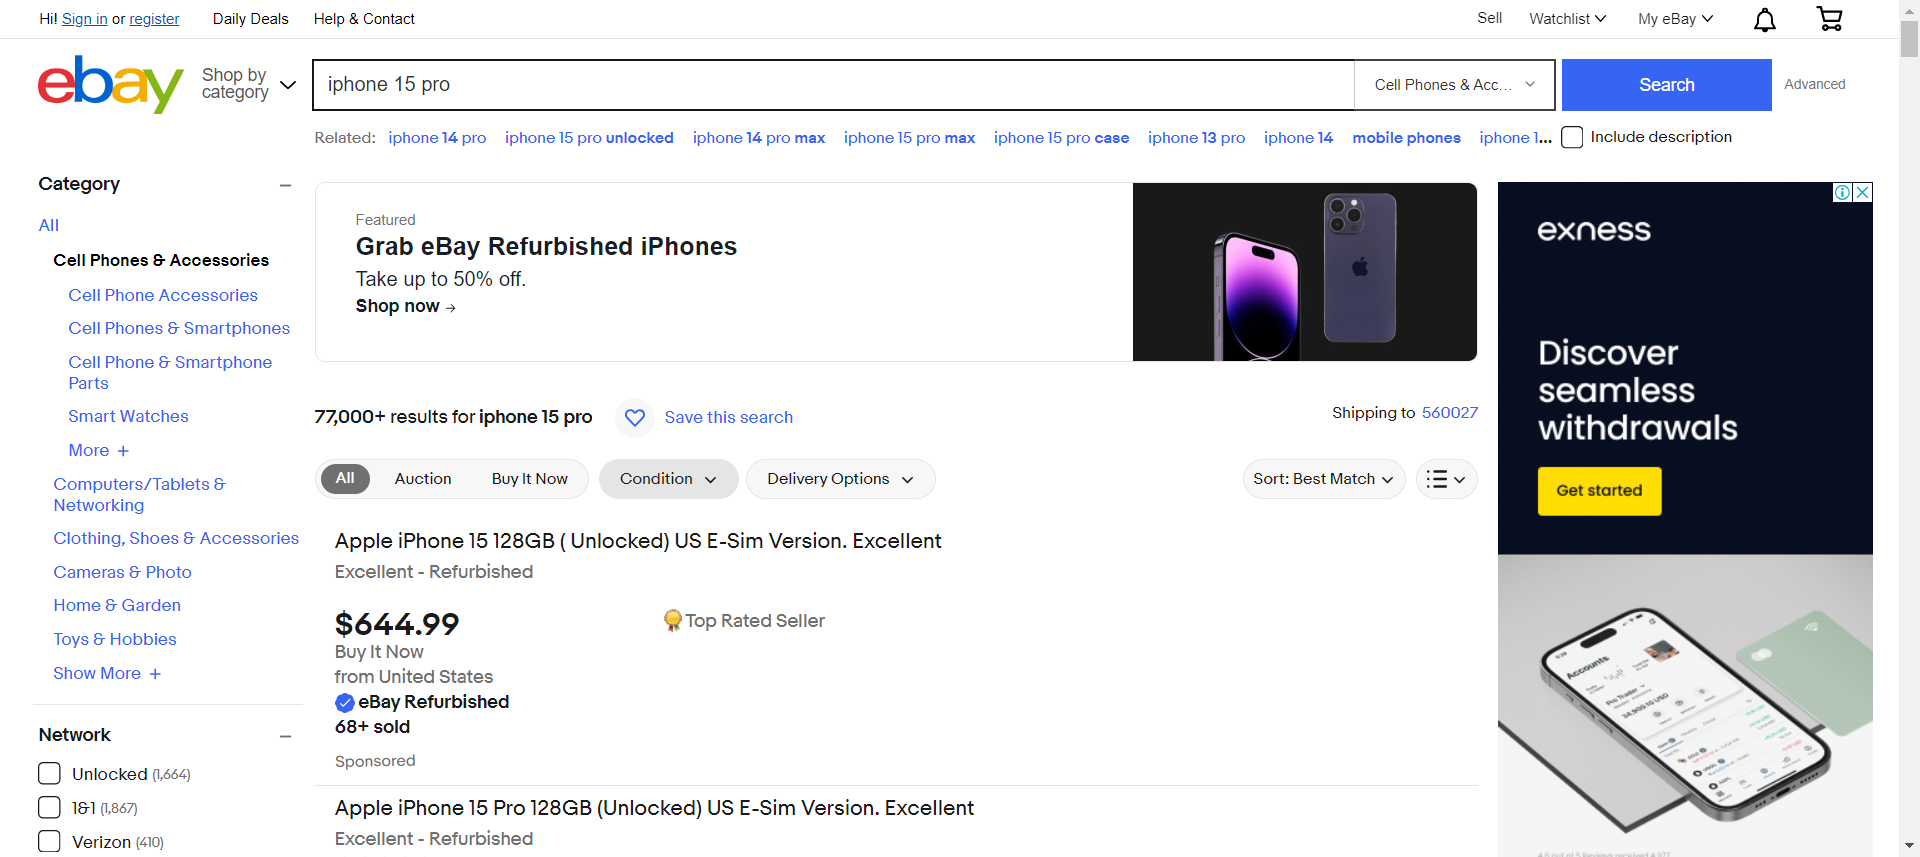 Hi! Sign in or register Daily Deals Help & Contact Sell Watchlist My eBay
ebay
Shop by
category
iphone 15 pro
Cell Phones & Acc...
Search
Advanced
Related: iphone 14 pro iphone 15 pro unlocked iphone 14 pro max iphone 15 pro max iphone 15 pro case iphone 13 pro iphone 14 mobile phones iphone 1...
Include description
Category
All
Cell Phones & Accessories
Cell Phone Accessories
Cell Phones & Smartphones
Cell Phone & Smartphone
Parts
Smart Watches
More +
Computers/Tablets &
Networking
Clothing, Shoes & Accessories
Cameras & Photo
Home & Garden
Toys & Hobbies
Show More +
Network
Unlocked (1,664)
1&1 (1,867)
Verizon (410)
Featured
Grab eBay Refurbished iPhones
Take up to 50% off.
Shop now →
77,000+ results for iphone 15 pro
Save this search
Shipping to 560027
All Auction Buy It Now Condition Delivery Options Sort: Best Match
Apple iPhone 15 128GB ( Unlocked) US E-Sim Version. Excellent
Excellent - Refurbished
$644.99
Top Rated Seller
Buy It Now
from United States
eBay Refurbished
68+ sold
Sponsored
Apple iPhone 15 Pro 128GB (Unlocked) US E-Sim Version. Excellent
Excellent - Refurbished
exness
Discover
seamless
withdrawals
Get started
Accounts
Pro Trader
34,909.10 USD